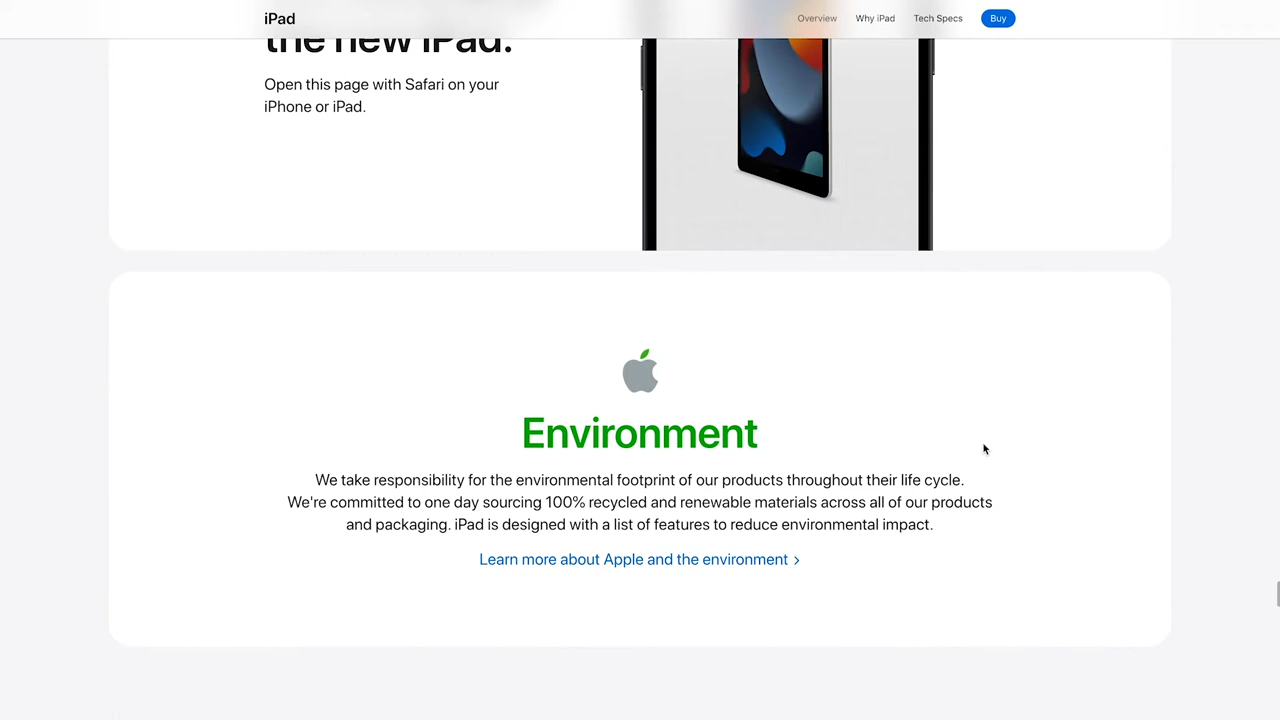 iPad
Overview
Why iPad
Tech Specs
Buy
the new iPad.
Open this page with Safari on your
iPhone or iPad.
Environment
We take responsibility for the environmental footprint of our products throughout their life cycle.
We're committed to one day sourcing 100% recycled and renewable materials across all of our products
and packaging. iPad is designed with a list of features to reduce environmental impact.
Learn more about Apple and the environment >